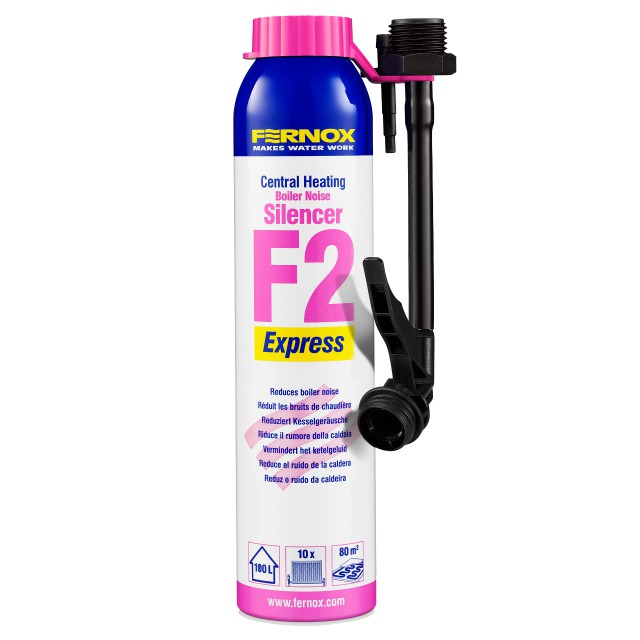 FERNOX
MAKES WATER WORK
Central Heating
Boiler Noise
Silencer
F2
Express
Reduces boiler noise
Réduit les bruits de chaudière
Reduziert Kesselgeräusche
Riduce il rumore della caldaia
Vermindert het ketelgeluid
Reduce el ruido de la caldera
Reduz o ruído da caldeira
180 L
10 x
80 m²
www.fernox.com